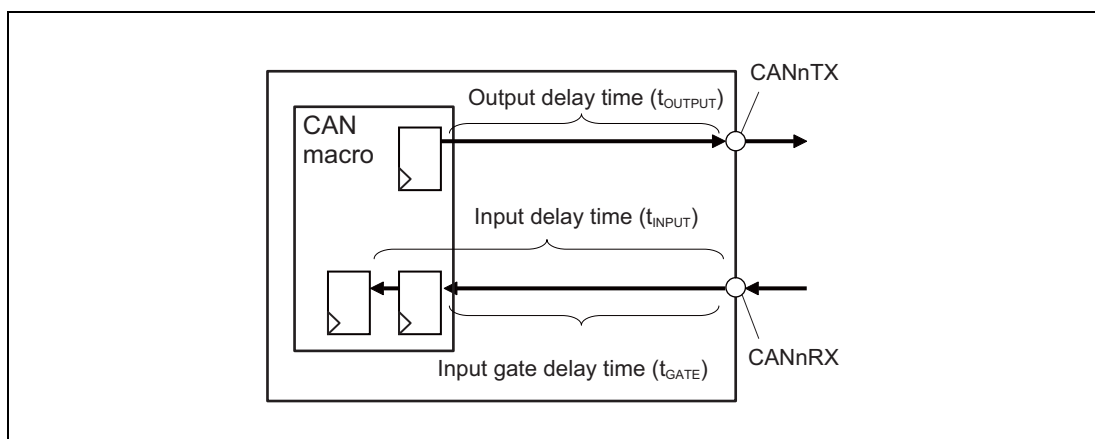 CANnTX
Output delay time (tOUTPUT)
CAN
macro
Input delay time (tINPUT)
CANnRX
Input gate delay time (tGATE)